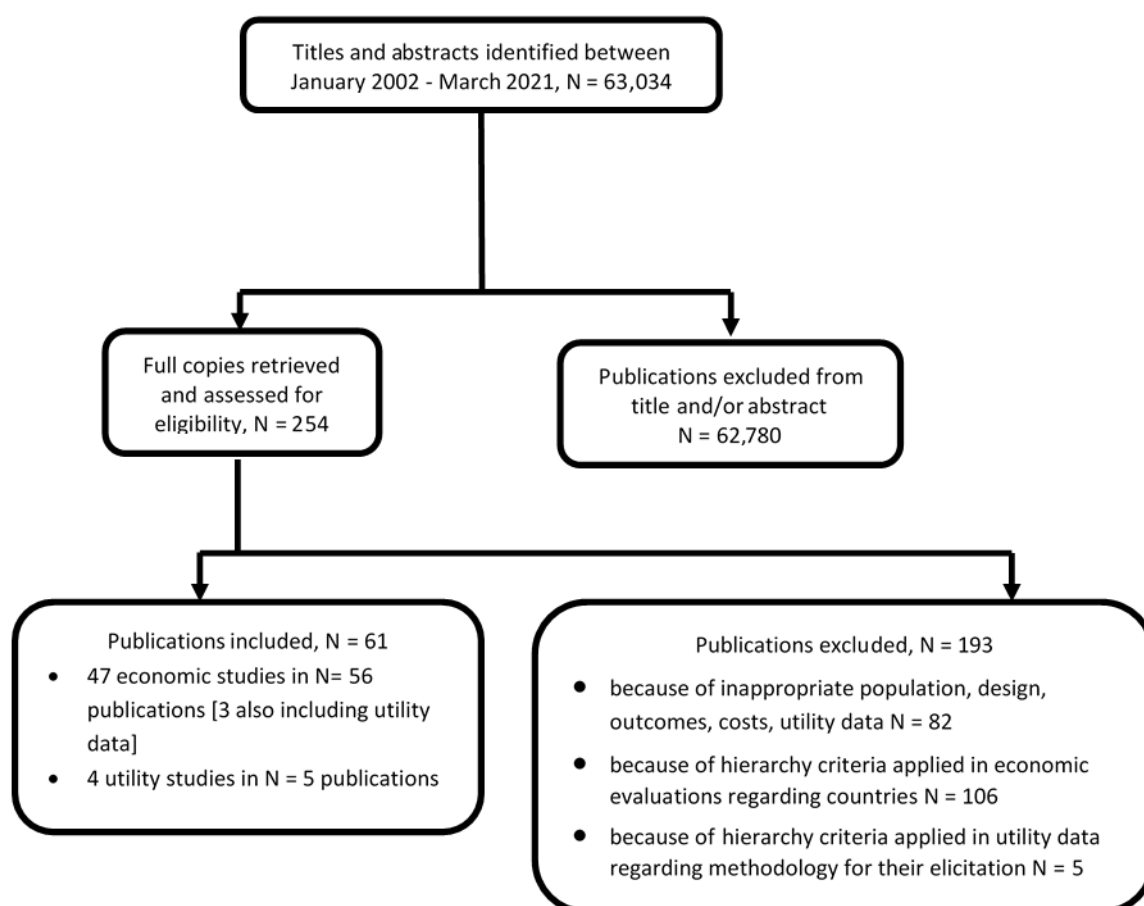 Titles and abstracts identified between
January 2002 - March 2021, N = 63,034
Full copies retrieved
and assessed for
eligibility, N = 254
Publications excluded from
title and/or abstract
N = 62,780
Publications included, N = 61
• 47 economic studies in N= 56
publications [3 also including utility
data]
• 4 utility studies in N = 5 publications
Publications excluded, N = 193
• because of inappropriate population, design,
outcomes, costs, utility data N = 82
• because of hierarchy criteria applied in economic
evaluations regarding countries N = 106
• because of hierarchy criteria applied in utility data
regarding methodology for their elicitation N = 5